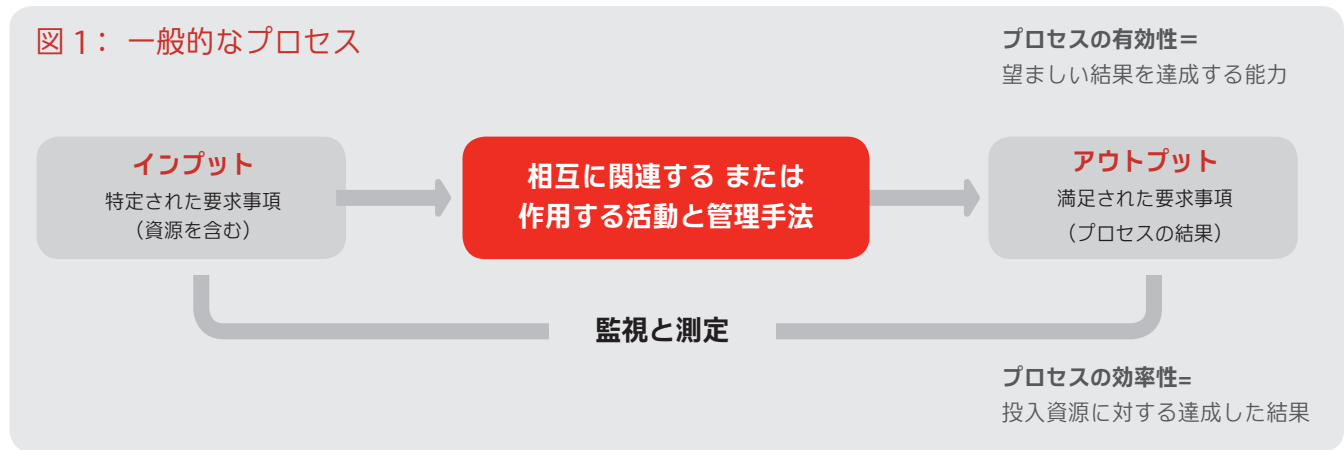 図 1： 一般的なプロセス
プロセスの有効性＝
望ましい結果を達成する能力
インプット
特定された要求事項
（資源を含む）
相互に関連する または
作用する活動と管理手法
アウトプット
満足された要求事項
（プロセスの結果）
監視と測定
プロセスの効率性=
投入資源に対する達成した結果